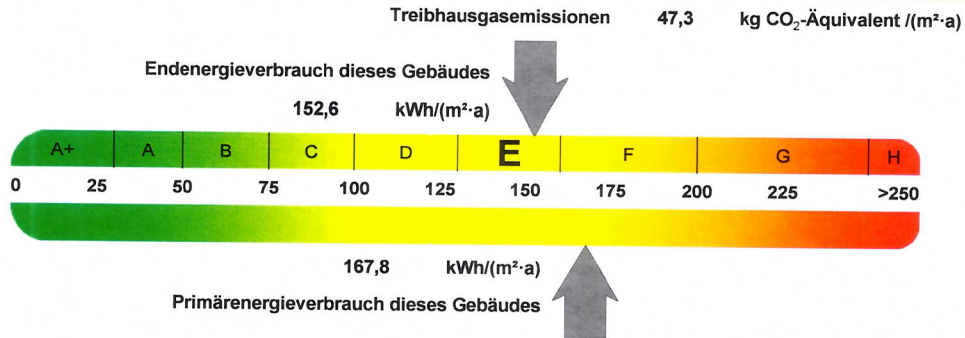 Treibhausgasemissionen 47,3 kg CO₂-Äquivalent /(m²·a)
Endenergieverbrauch dieses Gebäudes
152,6 kWh/(m²·a)
A+ A B C D E F G H
0 25 50 75 100 125 150 175 200 225 >250
167,8 kWh/(m²·a)
Primärenergieverbrauch dieses Gebäudes